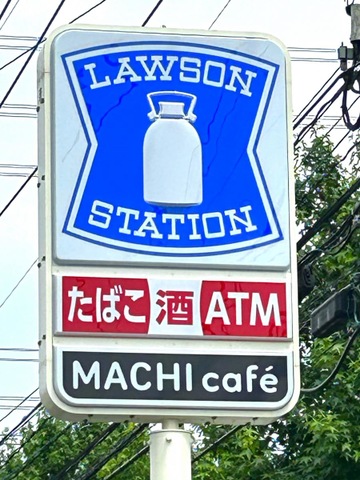 LAWSON
STATION
たばこ 酒 ATM
MACHI café